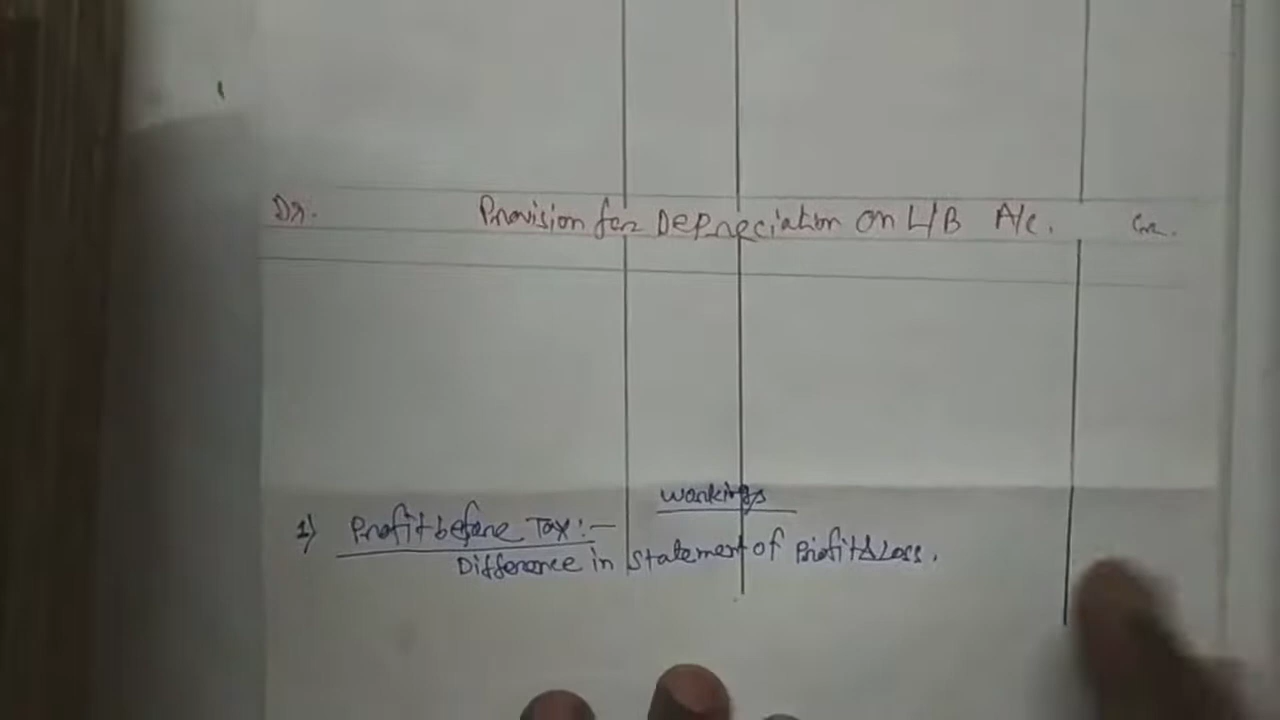 Dr. Provision for Depreciation on L/B A/c. Cr.
Workings
1) Profit before Tax:-
Difference in Statement of Profit & Loss.